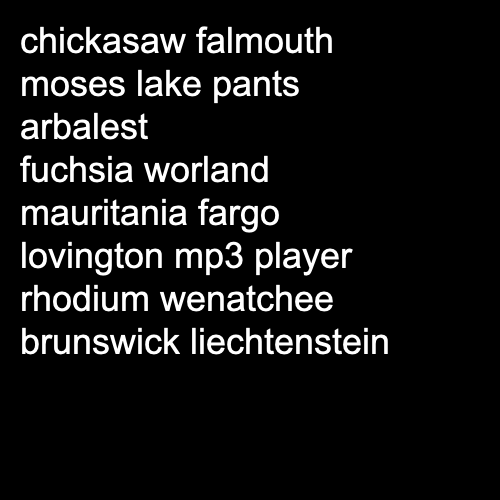 chickasaw falmouth
moses lake pants
arbalest
fuchsia worland
mauritania fargo
lovington mp3 player
rhodium wenatchee
brunswick liechtenstein